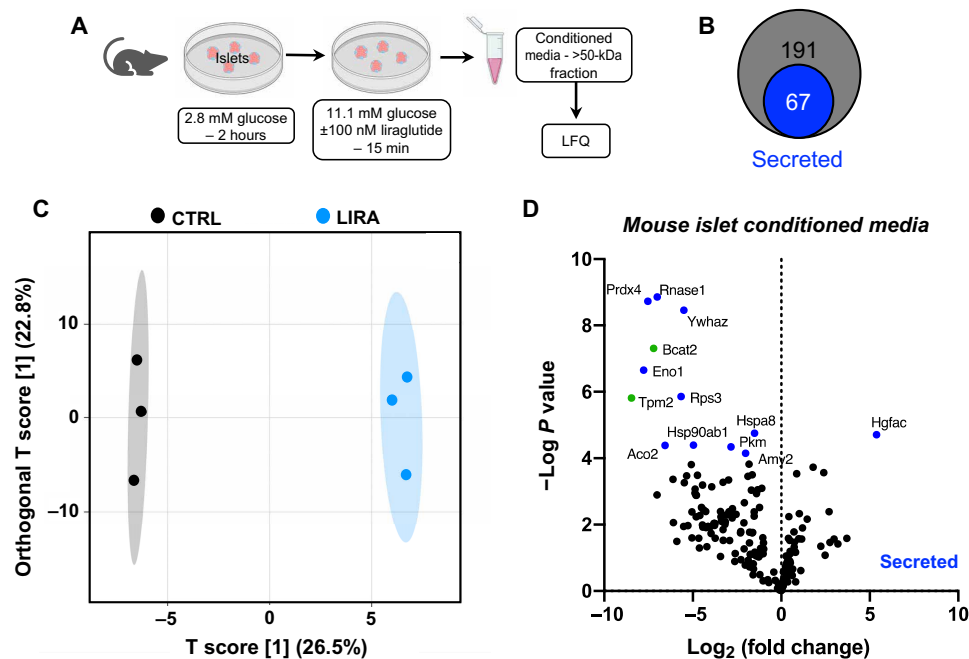 A
Islets
2.8 mM glucose
– 2 hours
11.1 mM glucose
±100 nM liraglutide
– 15 min
Conditioned
media - >50-kDa
fraction
LFQ
B
191
67
Secreted
C
CTRL
LIRA
Orthogonal T score [1] (22.8%)
10
0
–10
–5
0
5
T score [1] (26.5%)
D
Mouse islet conditioned media
–Log P value
10
8
6
4
2
0
–10
–5
0
5
10
Log2 (fold change)
Prdx4
Rnase1
Ywhaz
Bcat2
Eno1
Tpm2
Rps3
Hspa8
Hgfac
Hsp90ab1
Pkm
Aco2
Amy2
Secreted